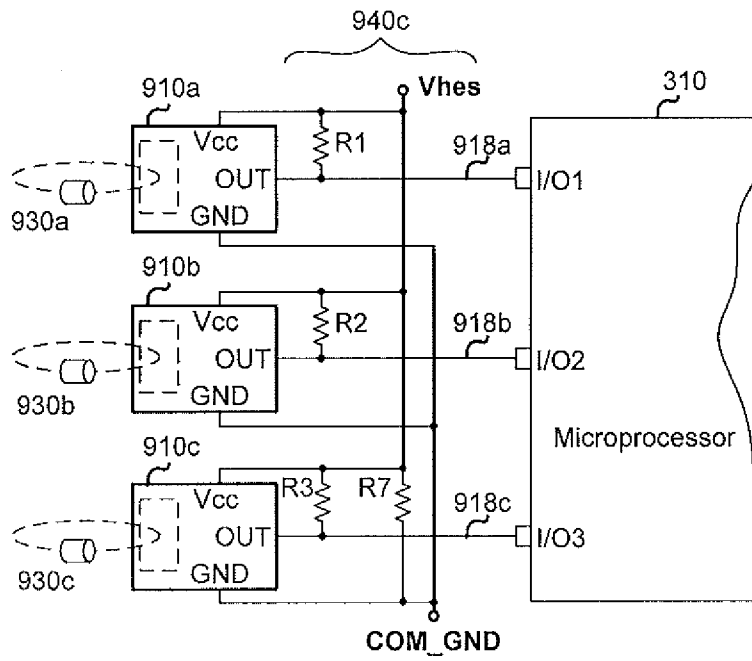 940c
Vhes
910a
310
Vcc
R1
918a
OUT
I/O1
GND
930a
910b
Vcc
R2
918b
OUT
I/O2
GND
930b
Microprocessor
910c
Vcc
R3
R7
918c
OUT
I/O3
GND
930c
COM_GND